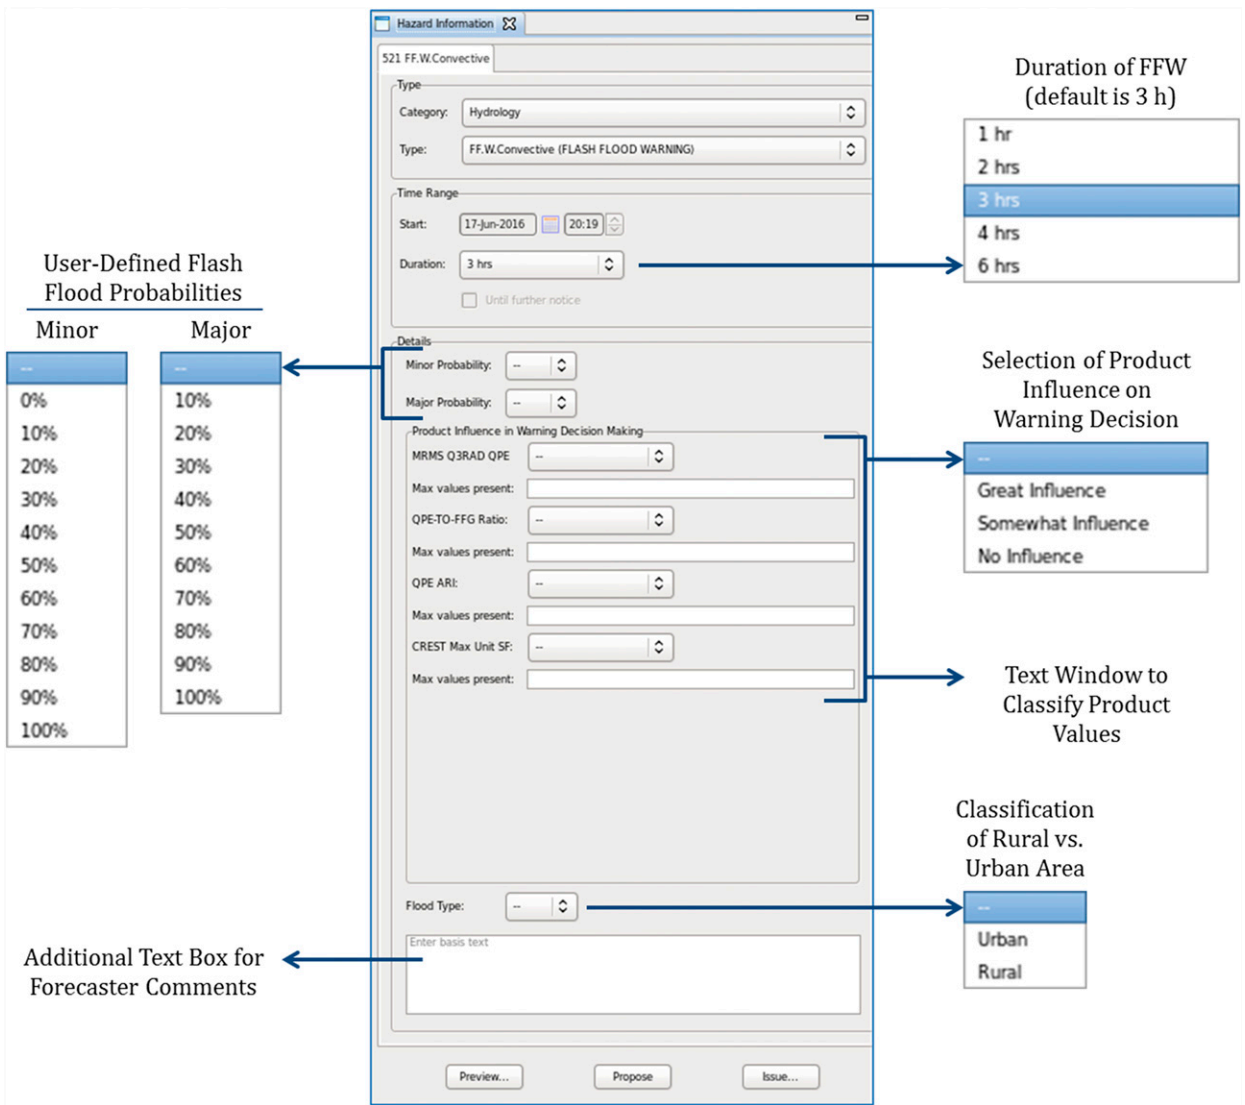 Hazard Information
521 FF.W.Convective
Type
Category: Hydrology
Type: FF.W.Convective (FLASH FLOOD WARNING)
Time Range
Start: 17-Jun-2016 20:19
Duration: 3 hrs
Until further notice
Details
Minor Probability: --
Major Probability: --
Product Influence in Warning Decision Making
MRMS Q3RAD QPE --
Max values present:
QPE-TO-FFG Ratio: --
Max values present:
QPE ARI: --
Max values present:
CREST Max Unit SF: --
Max values present:
Flood Type: --
Enter basis text
Preview... Propose Issue...
User-Defined Flash
Flood Probabilities
Minor
--
0%
10%
20%
30%
40%
50%
60%
70%
80%
90%
100%
Major
--
10%
20%
30%
40%
50%
60%
70%
80%
90%
100%
Additional Text Box for
Forecaster Comments
Duration of FFW
(default is 3 h)
1 hr
2 hrs
3 hrs
4 hrs
6 hrs
Selection of Product
Influence on
Warning Decision
--
Great Influence
Somewhat Influence
No Influence
Text Window to
Classify Product
Values
Classification
of Rural vs.
Urban Area
--
Urban
Rural